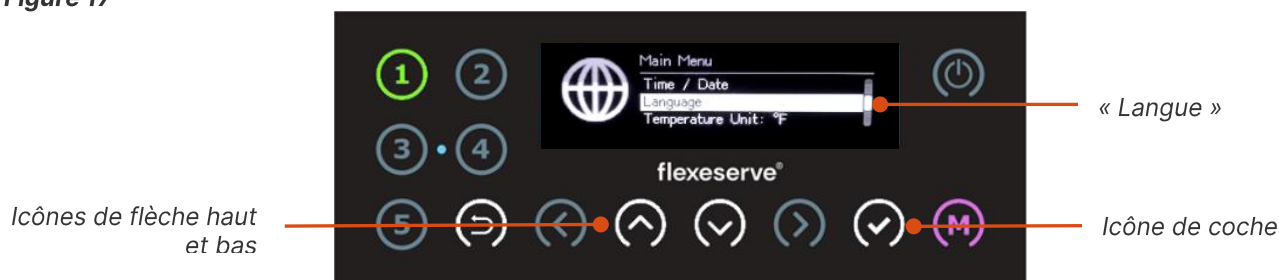 Figure 17
1
2
Main Menu
Time / Date
Language
Temperature Unit: °F
« Langue »
3
4
flexeserve®
Icônes de flèche haut
et bas
5
M
Icône de coche